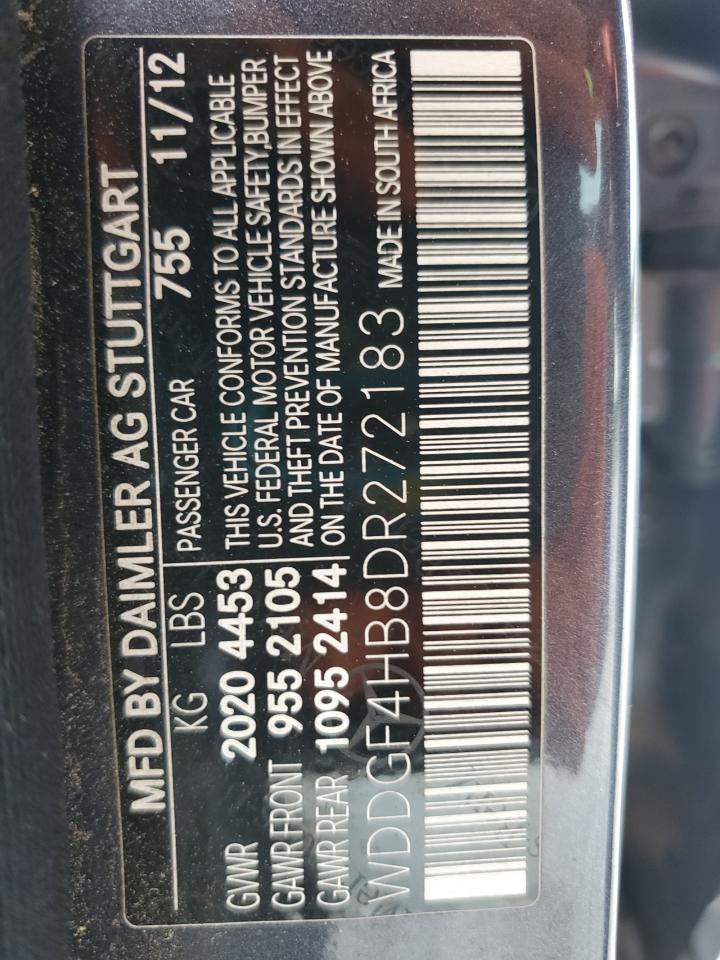 MFD BY DAIMLER AG STUTTGART
KG LBS PASSENGER CAR 755 11/12
GVWR 2020 4453 THIS VEHICLE CONFORMS TO ALL APPLICABLE
GAWR FRONT 955 2105 U.S. FEDERAL MOTOR VEHICLE SAFETY,BUMPER
AND THEFT PREVENTION STANDARDS IN EFFECT
GAWR REAR 1095 2414 ON THE DATE OF MANUFACTURE SHOWN ABOVE
WDDGF4HB8DR272183 MADE IN SOUTH AFRICA